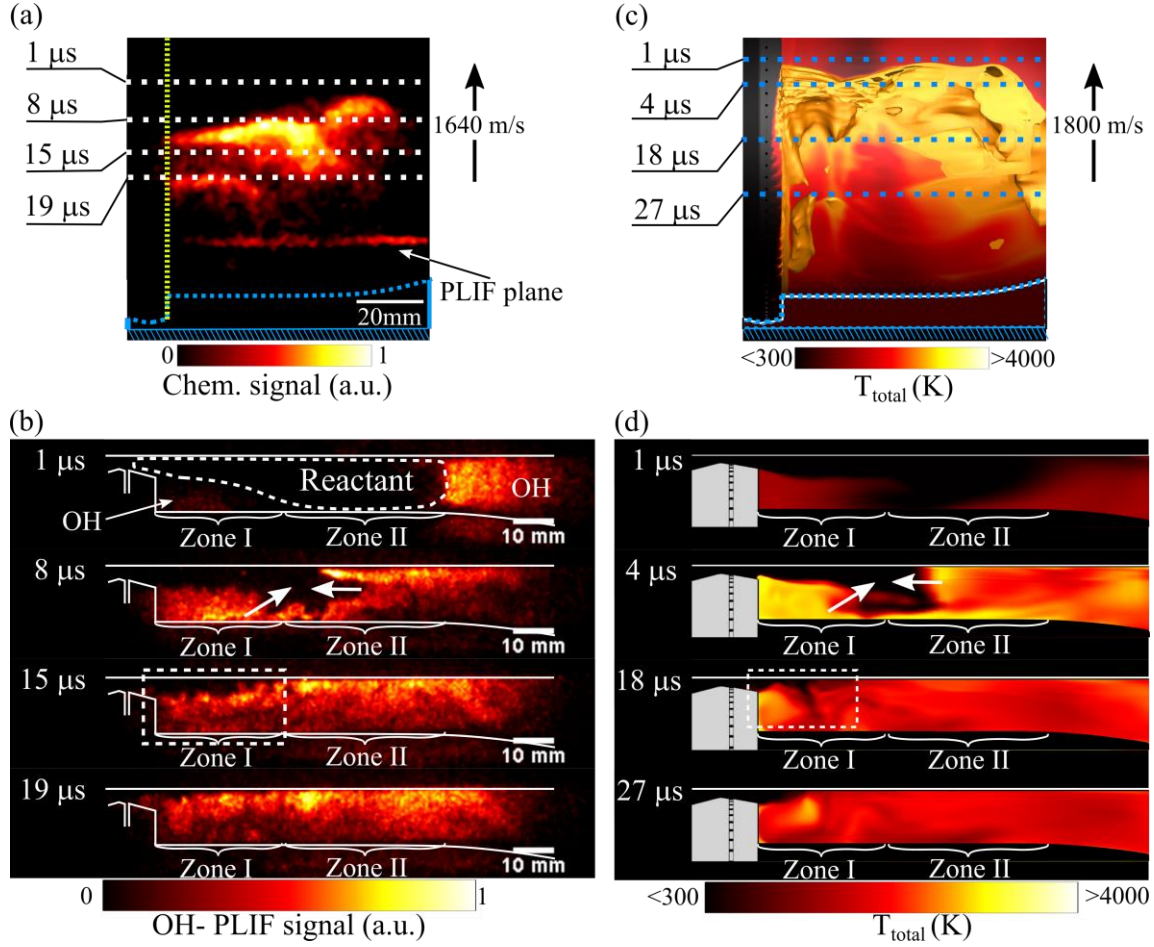 (a)
1 μs
8 μs
15 μs
19 μs
1640 m/s
PLIF plane
20mm
0 1
Chem. signal (a.u.)
(c)
1 μs
4 μs
18 μs
27 μs
1800 m/s
<300 >4000
T_total (K)
(b)
1 μs
Reactant
OH
OH
Zone I Zone II
10 mm
8 μs
Zone I Zone II
10 mm
15 μs
Zone I Zone II
10 mm
19 μs
Zone I Zone II
10 mm
0 1
OH- PLIF signal (a.u.)
(d)
1 μs
Zone I Zone II
4 μs
Zone I Zone II
18 μs
Zone I Zone II
27 μs
Zone I Zone II
<300 >4000
T_total (K)